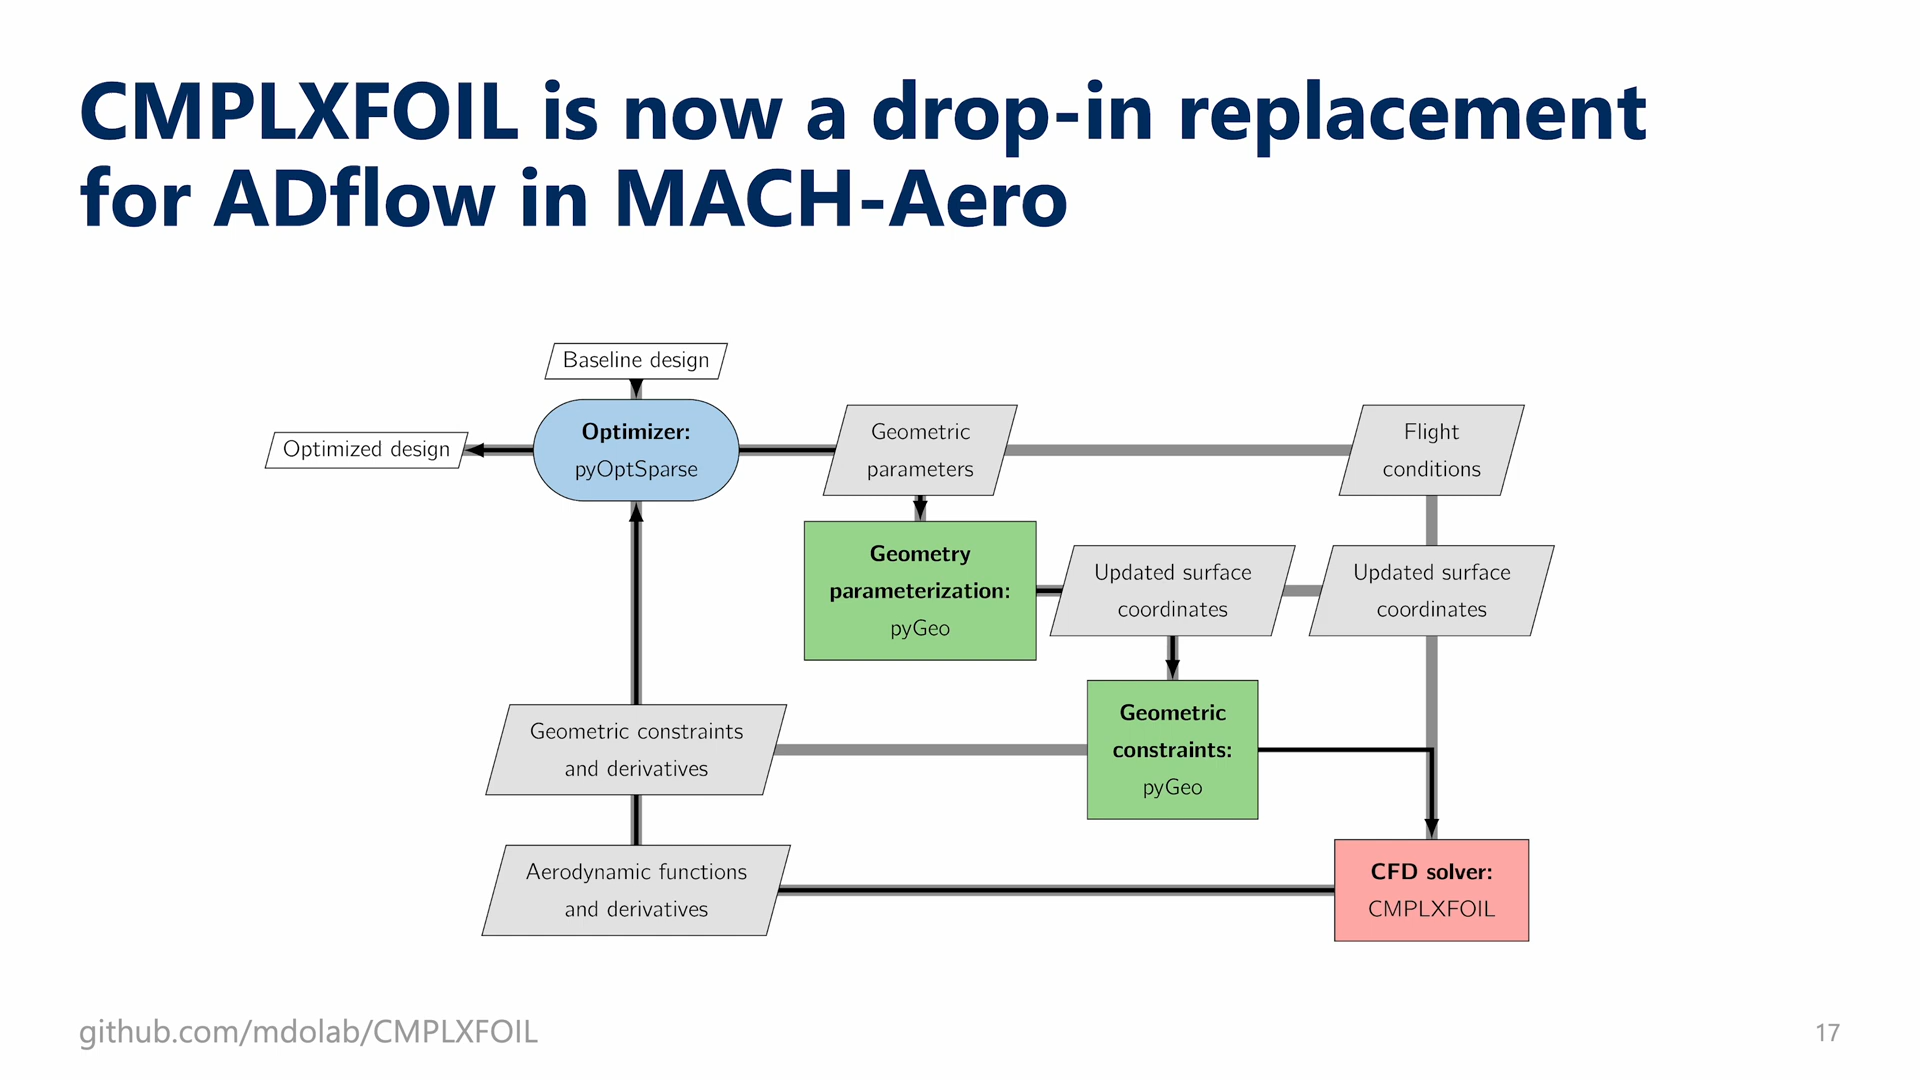 CMPLXFOIL is now a drop-in replacement
for ADflow in MACH-Aero
Baseline design
Optimized design
Optimizer:
pyOptSparse
Geometric
parameters
Flight
conditions
Geometry
parameterization:
pyGeo
Updated surface
coordinates
Updated surface
coordinates
Geometric constraints
and derivatives
Geometric
constraints:
pyGeo
Aerodynamic functions
and derivatives
CFD solver:
CMPLXFOIL
github.com/mdolab/CMPLXFOIL
17